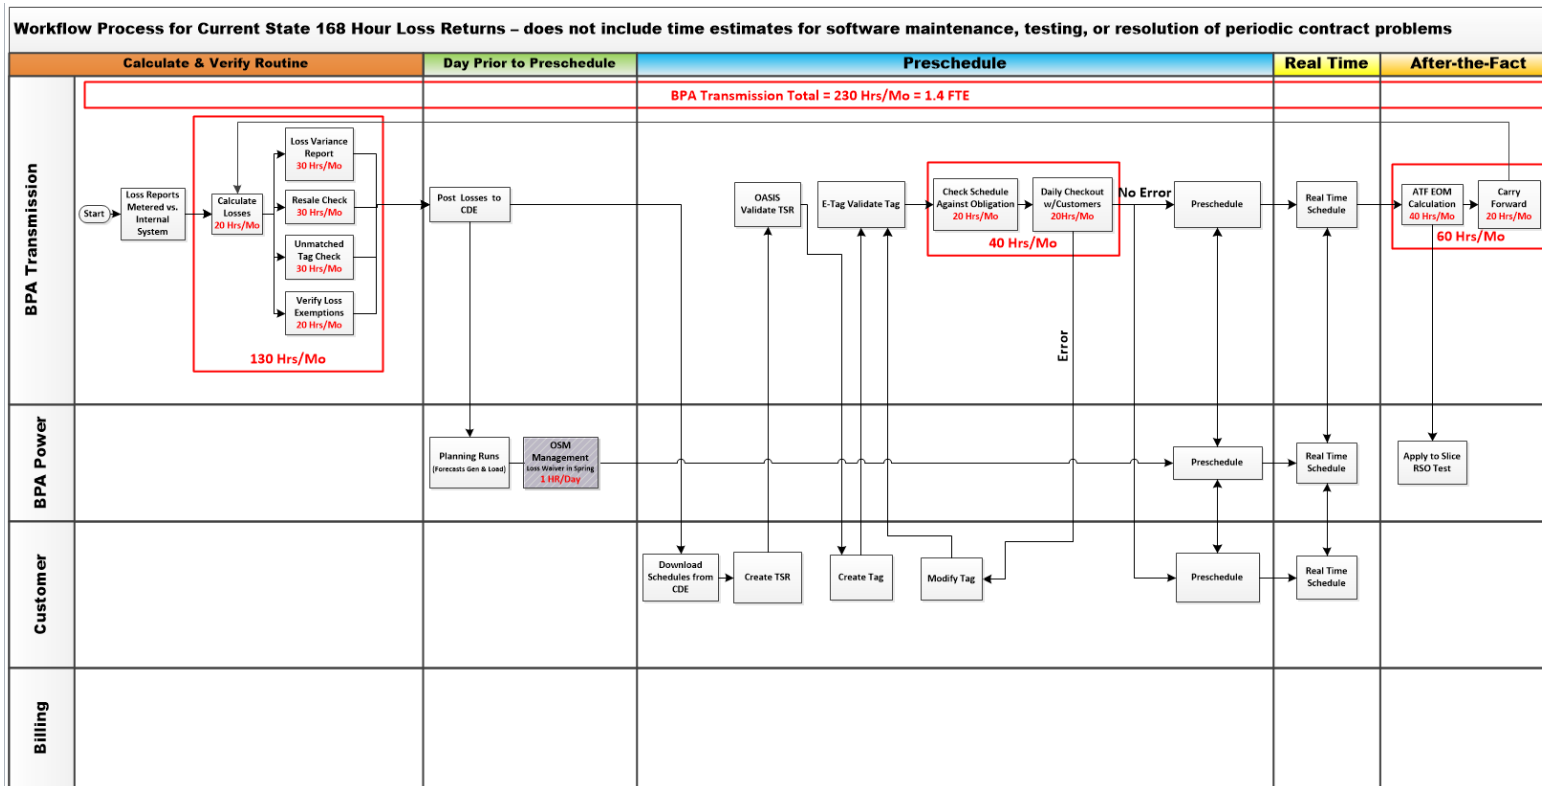 Workflow Process for Current State 168 Hour Loss Returns – does not include time estimates for software maintenance, testing, or resolution of periodic contract problems
Calculate & Verify Routine
Day Prior to Preschedule
Preschedule
Real Time
After-the-Fact
BPA Transmission
BPA Transmission Total = 230 Hrs/Mo = 1.4 FTE
Start
Loss Reports
Metered vs.
Internal
System
Calculate
Losses
20 Hrs/Mo
Loss Variance
Report
30 Hrs/Mo
Resale Check
30 Hrs/Mo
Unmatched
Tag Check
30 Hrs/Mo
Verify Loss
Exemptions
20 Hrs/Mo
130 Hrs/Mo
Post Losses to
CDE
OASIS
Validate TSR
E-Tag Validate Tag
Check Schedule
Against Obligation
20 Hrs/Mo
Daily Checkout
w/Customers
20Hrs/Mo
40 Hrs/Mo
No Error
Error
Preschedule
Real Time
Schedule
ATF EOM
Calculation
40 Hrs/Mo
Carry
Forward
20 Hrs/Mo
60 Hrs/Mo
BPA Power
Planning Runs
(Forecasts Gen & Load)
OSM
Management
Loss Waiver in Spring
1 HR/Day
Preschedule
Real Time
Schedule
Apply to Slice
RSO Test
Customer
Download
Schedules from
CDE
Create TSR
Create Tag
Modify Tag
Preschedule
Real Time
Schedule
Billing